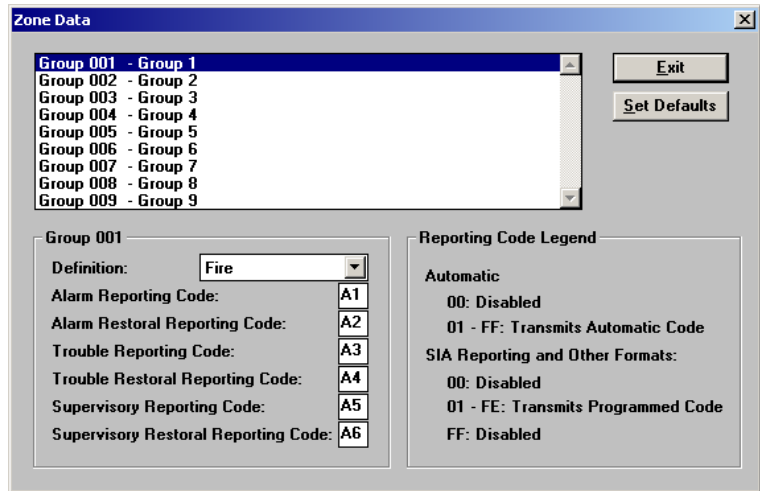 Zone Data
Group 001 - Group 1
Group 002 - Group 2
Group 003 - Group 3
Group 004 - Group 4
Group 005 - Group 5
Group 006 - Group 6
Group 007 - Group 7
Group 008 - Group 8
Group 009 - Group 9
Exit
Set Defaults
Group 001
Definition: Fire
Alarm Reporting Code: A1
Alarm Restoral Reporting Code: A2
Trouble Reporting Code: A3
Trouble Restoral Reporting Code: A4
Supervisory Reporting Code: A5
Supervisory Restoral Reporting Code: A6
Reporting Code Legend
Automatic
00: Disabled
01 - FF: Transmits Automatic Code
SIA Reporting and Other Formats:
00: Disabled
01 - FE: Transmits Programmed Code
FF: Disabled